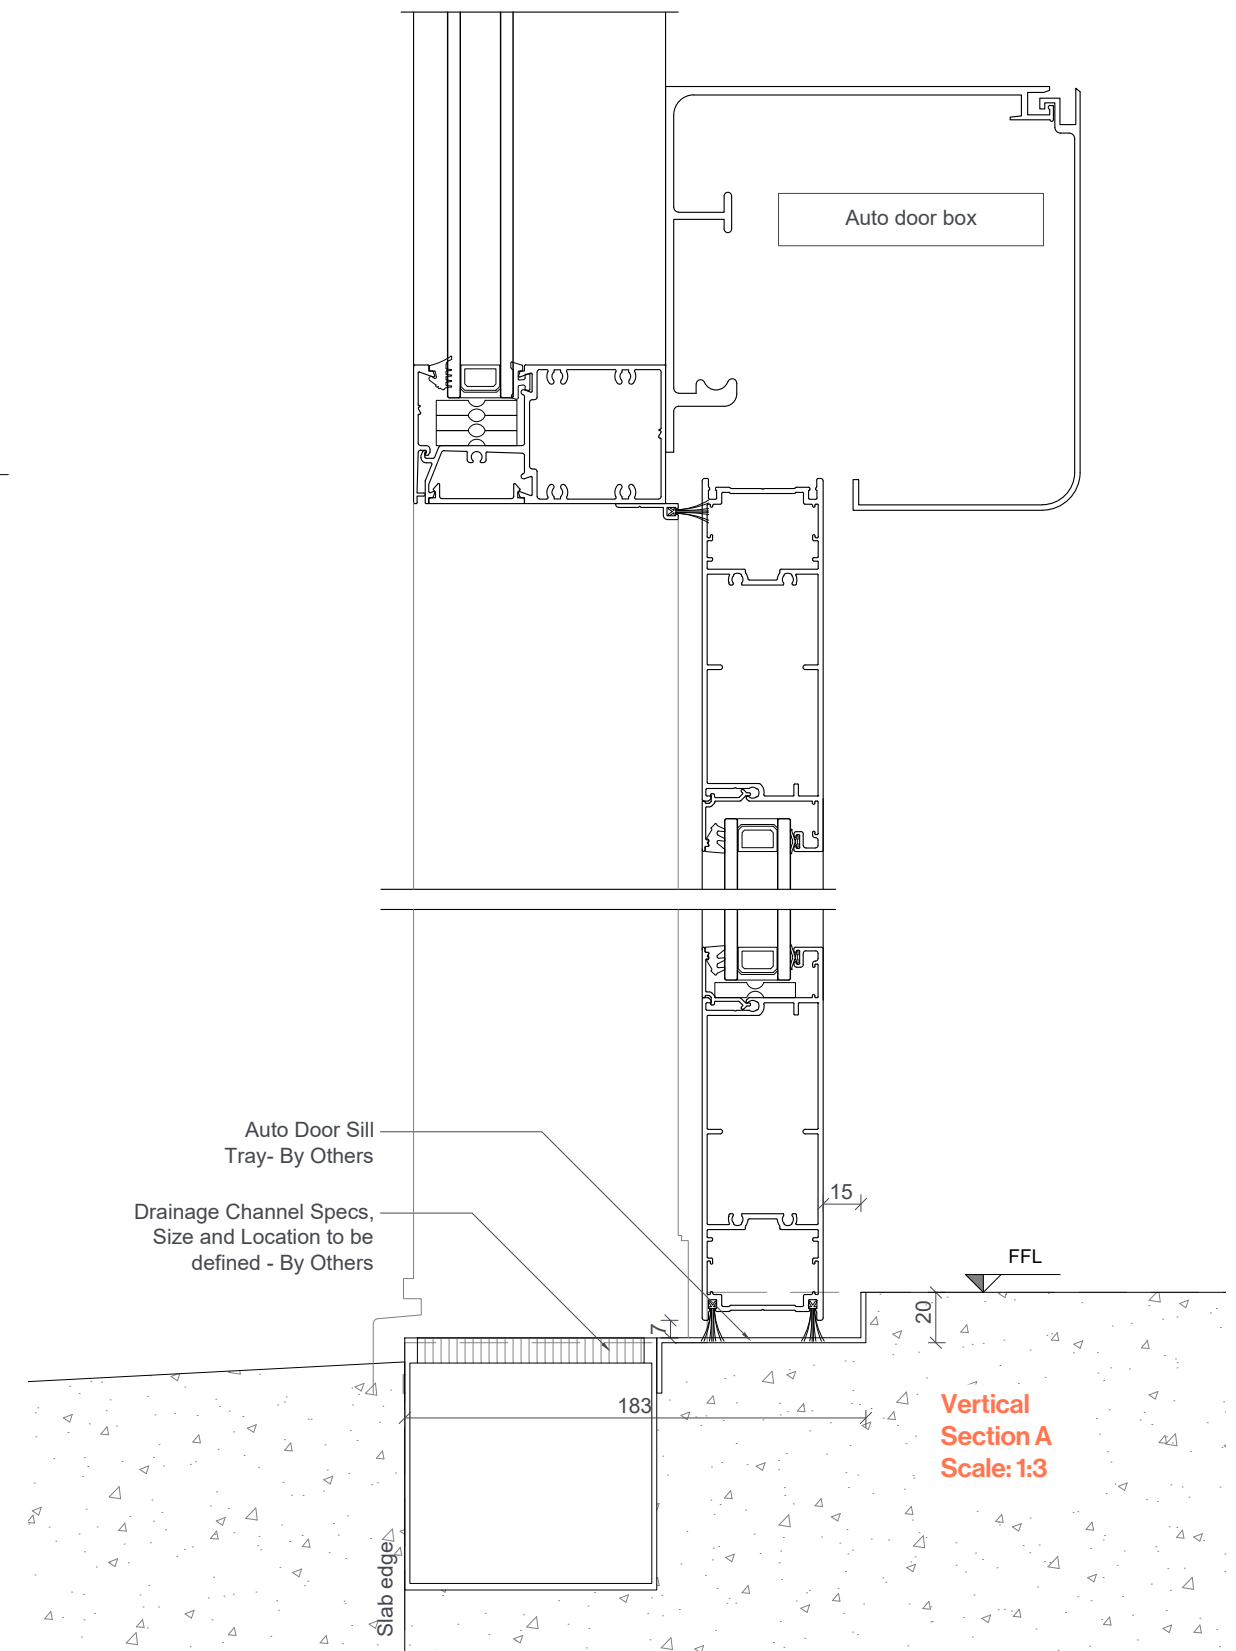 Auto door box
Auto Door Sill
Tray- By Others
15
Drainage Channel Specs,
Size and Location to be
defined - By Others
FFL
20
7
183
Vertical
Section A
Scale: 1:3
Slab edge